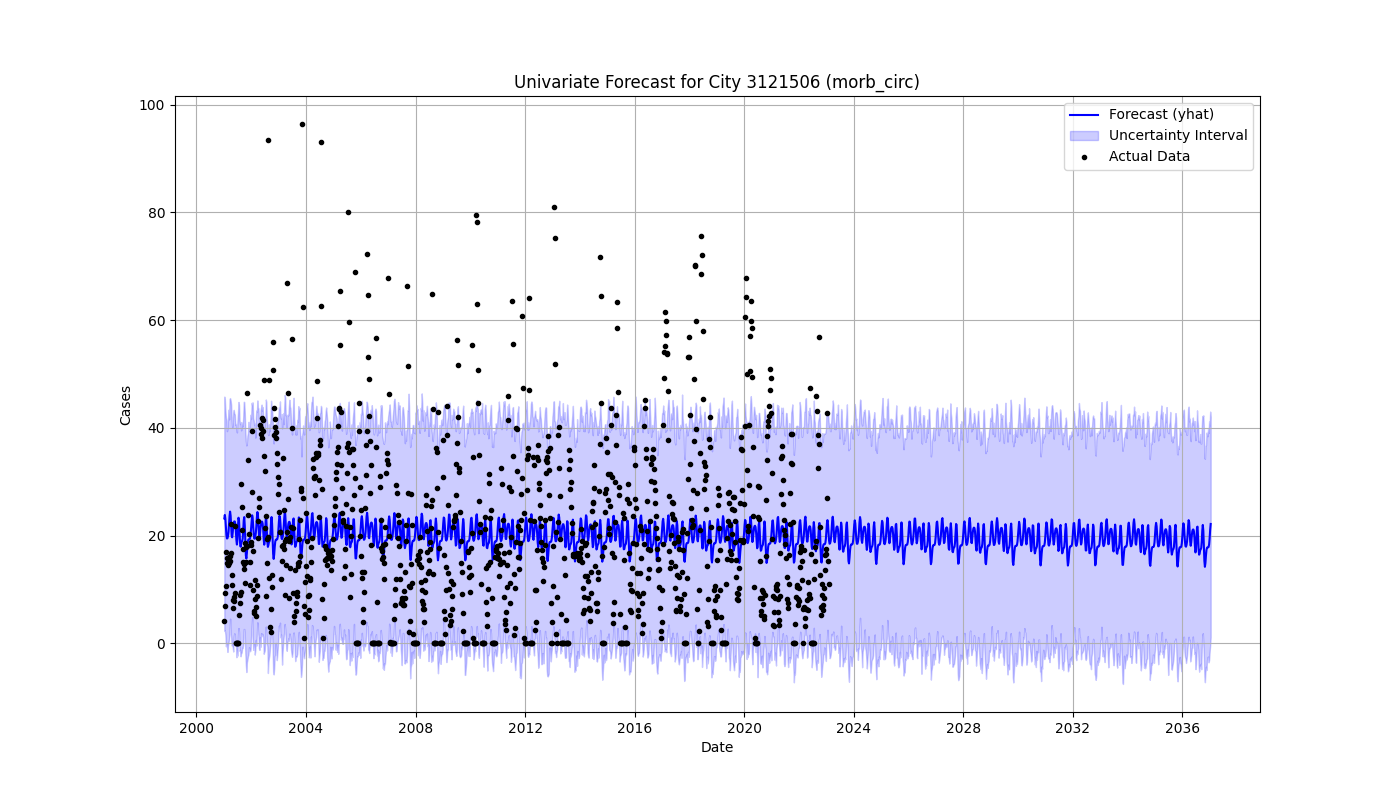 Univariate Forecast for City 3121506 (morb_circ)
Forecast (yhat)
Uncertainty Interval
Actual Data
100
80
60
40
20
0
Cases
2000 2004 2008 2012 2016 2020 2024 2028 2032 2036
Date